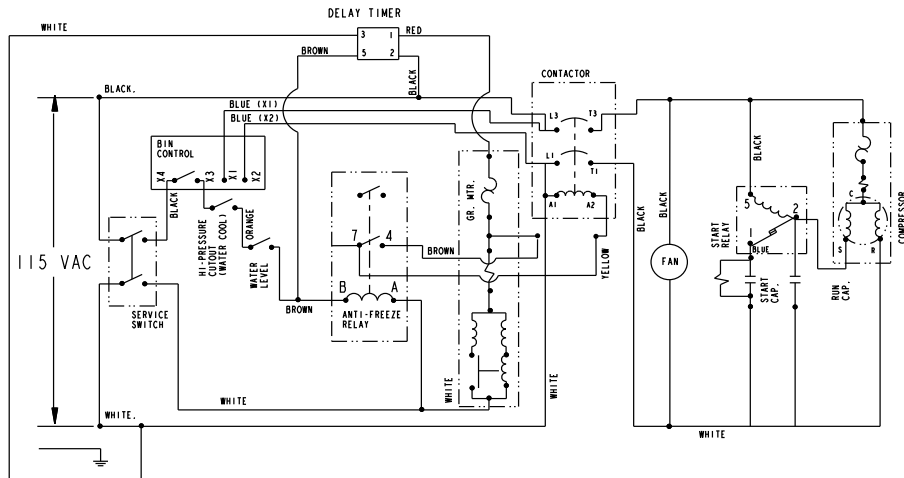 DELAY TIMER
WHITE
3 1
5 2
RED
BROWN
BLACK
CONTACTOR
BLACK.
BLUE (X1)
BLUE (X2)
L3 T3
L1 T1
A1 A2
BIN
CONTROL
X4 X3 X1 X2
BLACK
HI-PRESSURE
CUTOUT
(WATER COOL)
ORANGE
WATER
LEVEL
115 VAC
SERVICE
SWITCH
7 4
B A
ANTI-FREEZE
RELAY
BROWN
BROWN
GR. MTR.
YELLOW
WHITE
WHITE
WHITE
WHITE.
BLACK
BLACK
FAN
BLACK
START
RELAY
5 2
BLUE
START
CAP.
RUN
CAP.
C
S R
COMPRESSOR
WHITE